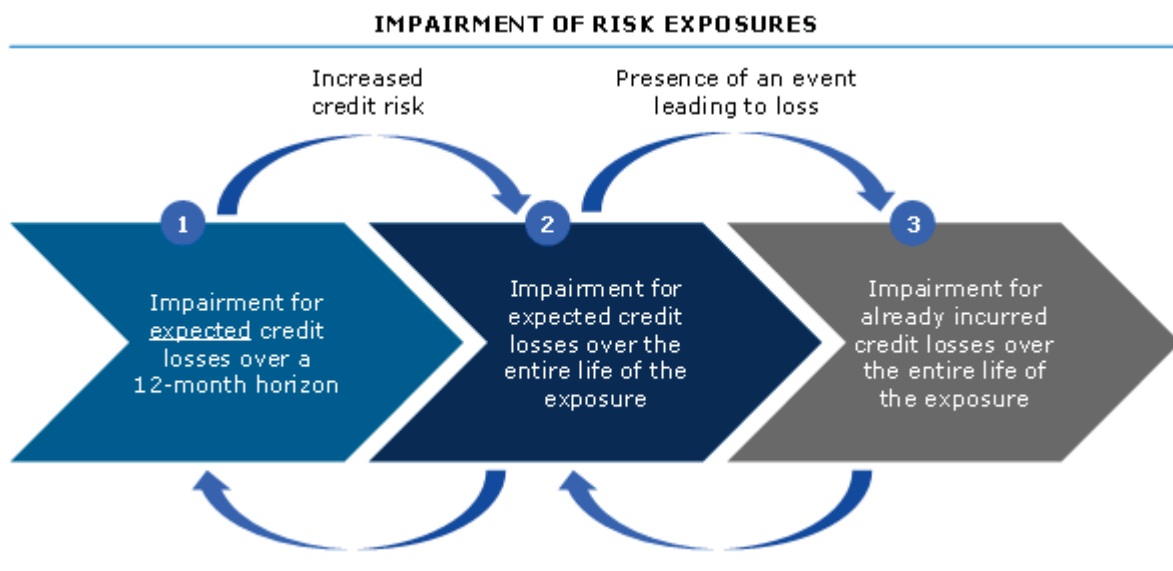 IMPAIRMENT OF RISK EXPOSURES
Increased
credit risk
Presence of an event
leading to loss
1
Impairment for
expected credit
losses over a
12-month horizon
2
Impairment for
expected credit
losses over the
entire life of the
exposure
3
Impairment for
already incurred
credit losses over
the entire life of
the exposure